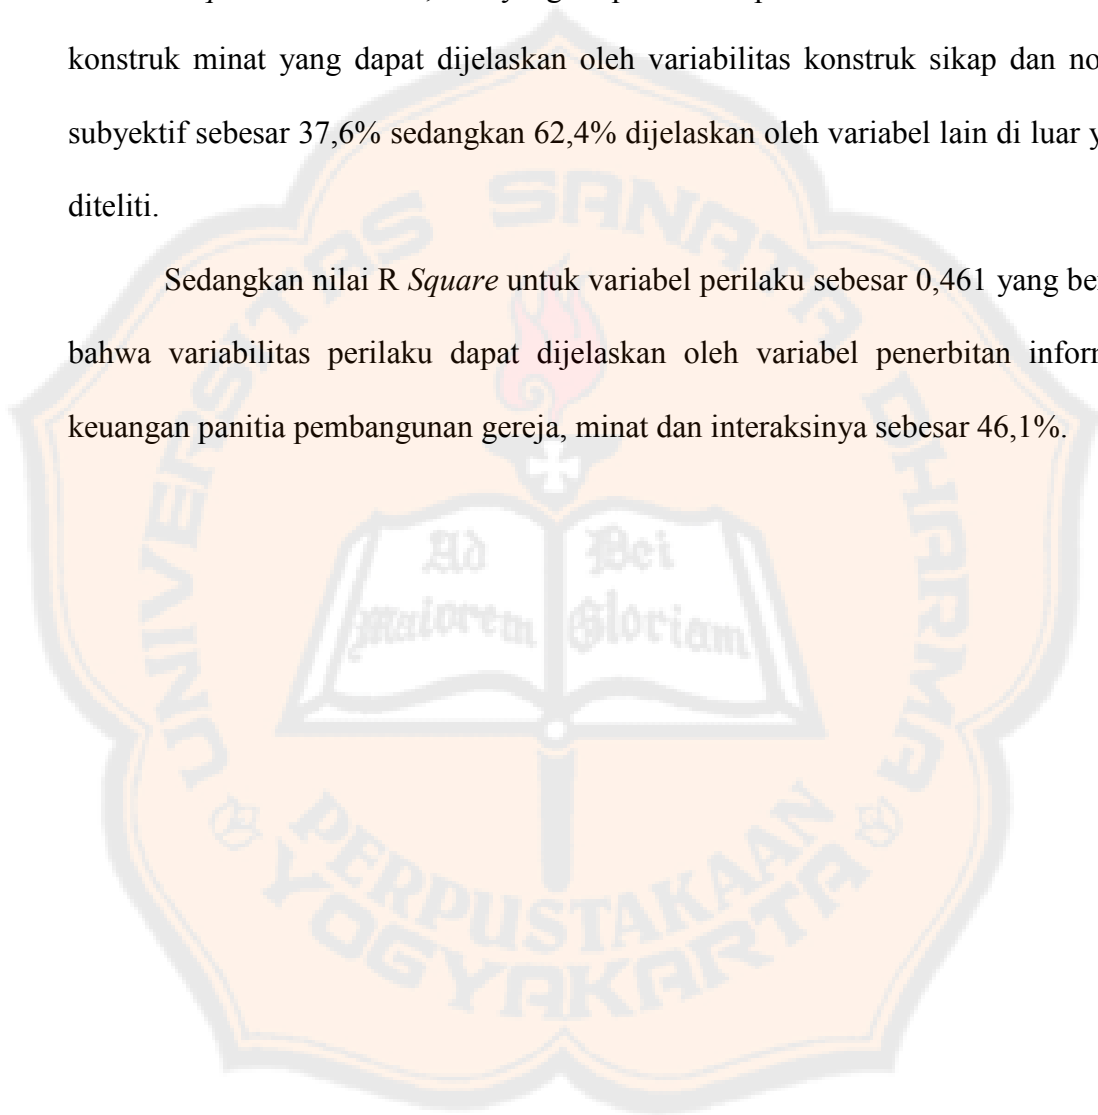 konstruk minat yang dapat dijelaskan oleh variabilitas konstruk sikap dan
subyektif sebesar 37,6% sedangkan 62,4% dijelaskan oleh variabel lain di luar
diteliti.
Sedangkan nilai R Square untuk variabel perilaku sebesar 0,461 yang
bahwa variabilitas perilaku dapat dijelaskan oleh variabel penerbitan
keuangan panitia pembangunan gereja, minat dan interaksinya sebesar 46,1%.
UNIVERSITAS SANATA DHARMA
Ad Maiorem
Dei Gloriam
PERPUSTAKAAN
YOGYAKARTA